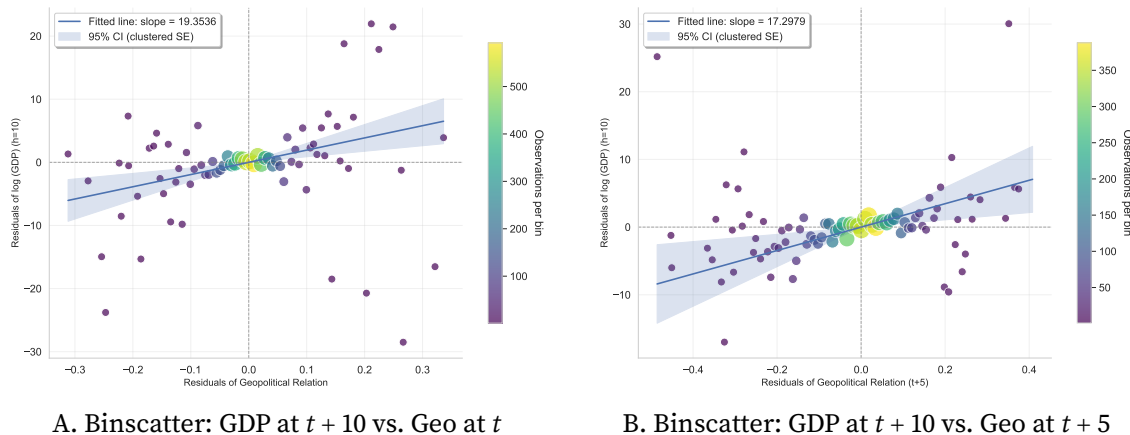 Fitted line: slope = 19.3536
95% CI (clustered SE)
20
10
0
−10
−20
−30
Residuals of log (GDP) (h=10)
−0.3
−0.2
−0.1
0.0
0.1
0.2
0.3
Residuals of Geopolitical Relation
500
400
300
200
100
Observations per bin
A. Binscatter: GDP at t + 10 vs. Geo at t
Fitted line: slope = 17.2979
95% CI (clustered SE)
30
20
10
0
−10
Residuals of log (GDP) (h=10)
−0.4
−0.2
0.0
0.2
0.4
Residuals of Geopolitical Relation (t+5)
350
300
250
200
150
100
50
Observations per bin
B. Binscatter: GDP at t + 10 vs. Geo at t + 5